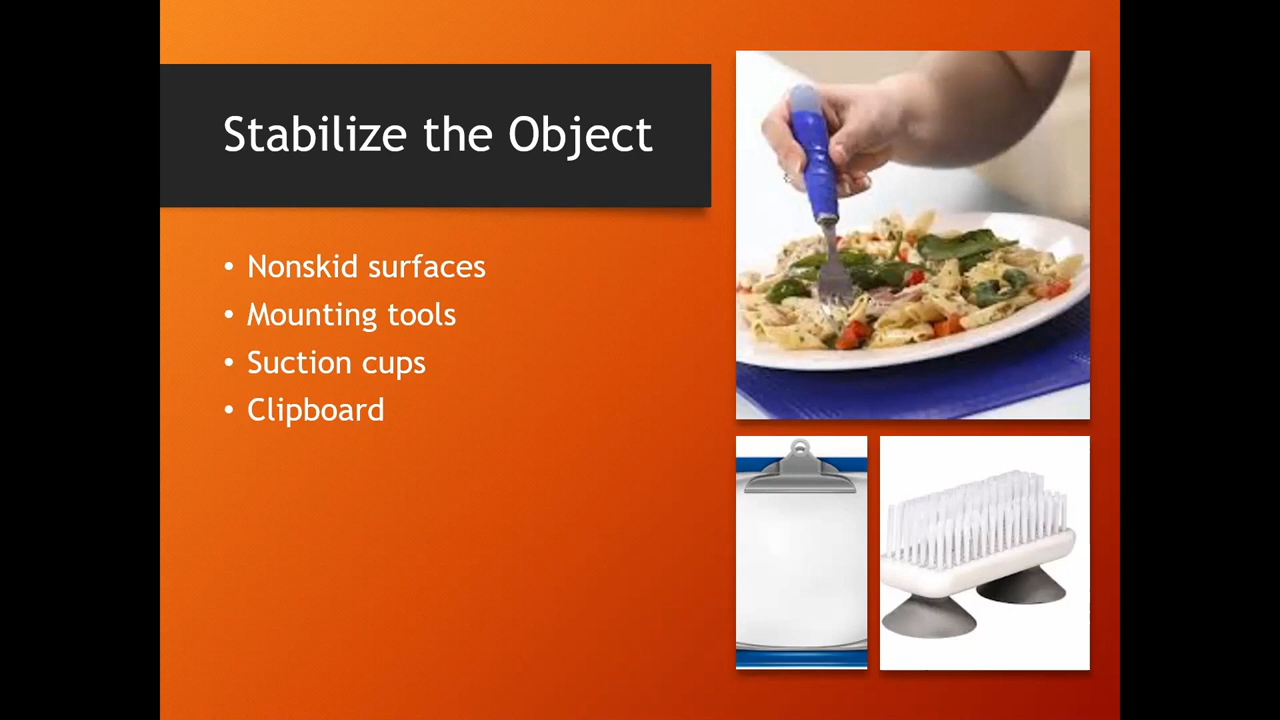 Stabilize the Object
• Nonskid surfaces
• Mounting tools
• Suction cups
• Clipboard